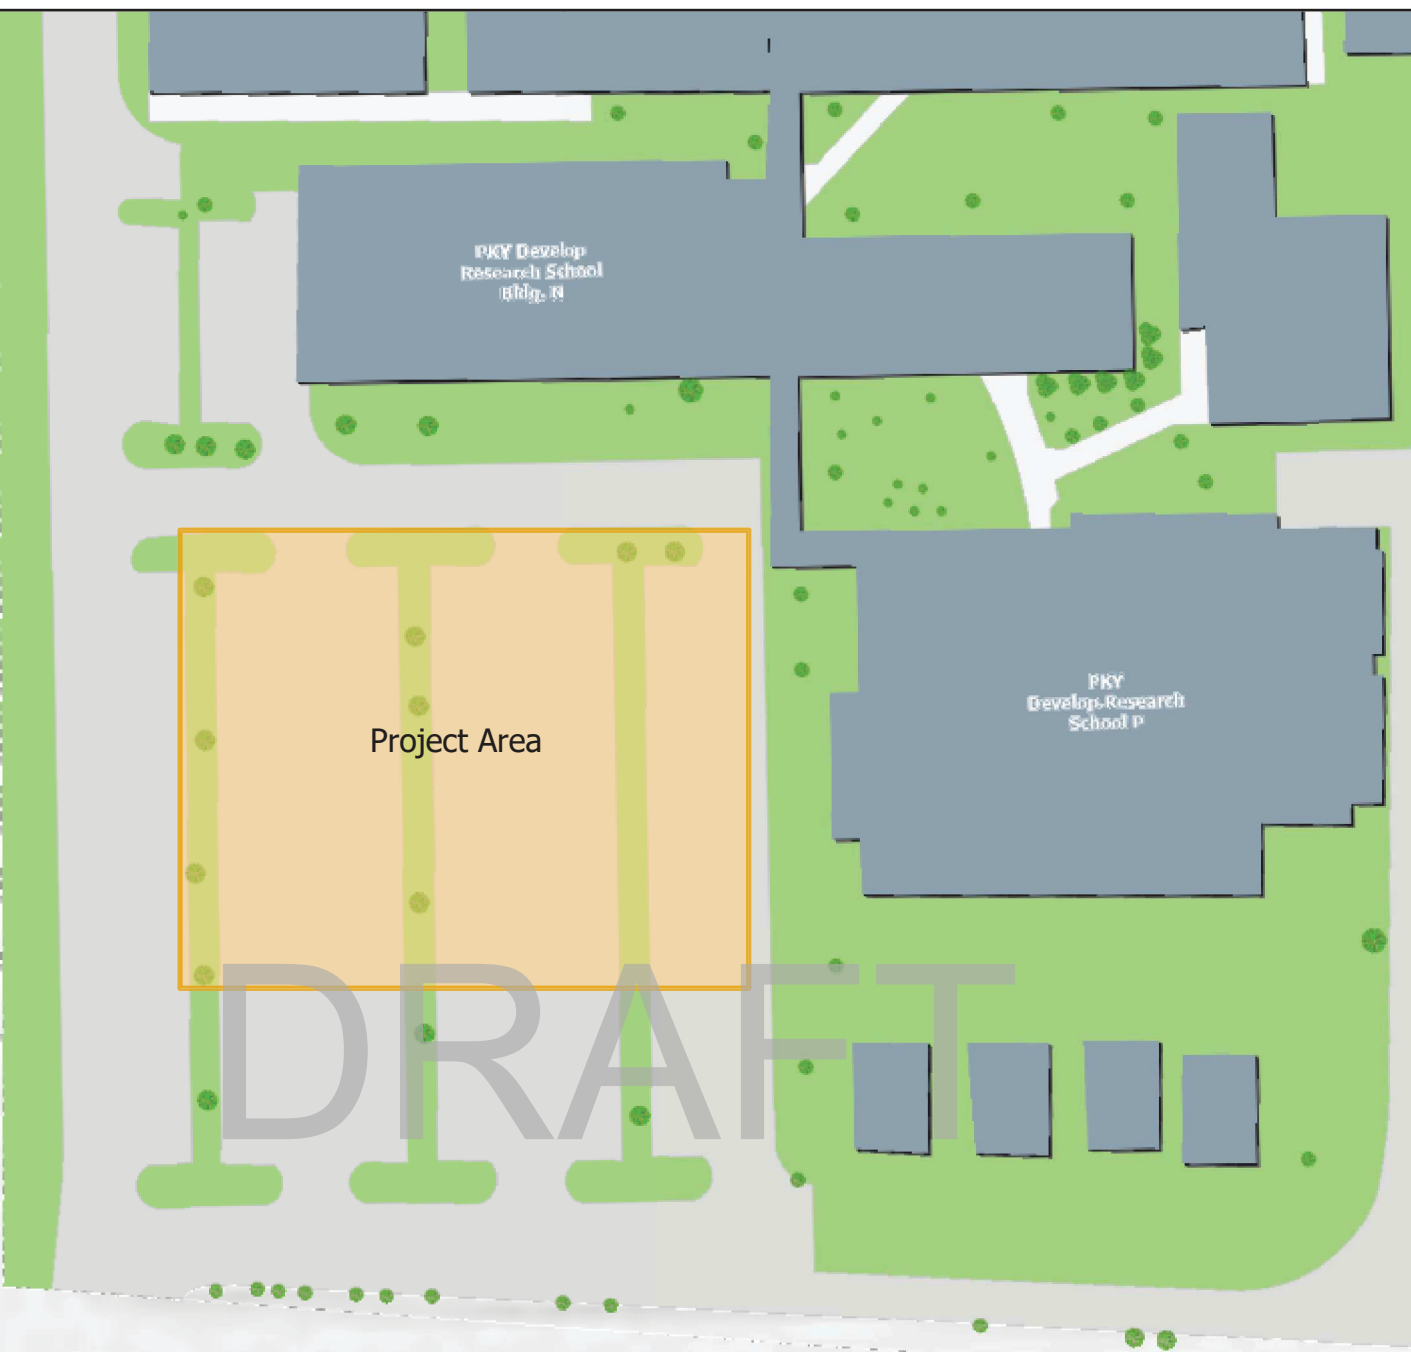 PKY Develop
Research School
Bldg. N
PKY
Develop.Research
School P
Project Area
DRAFT